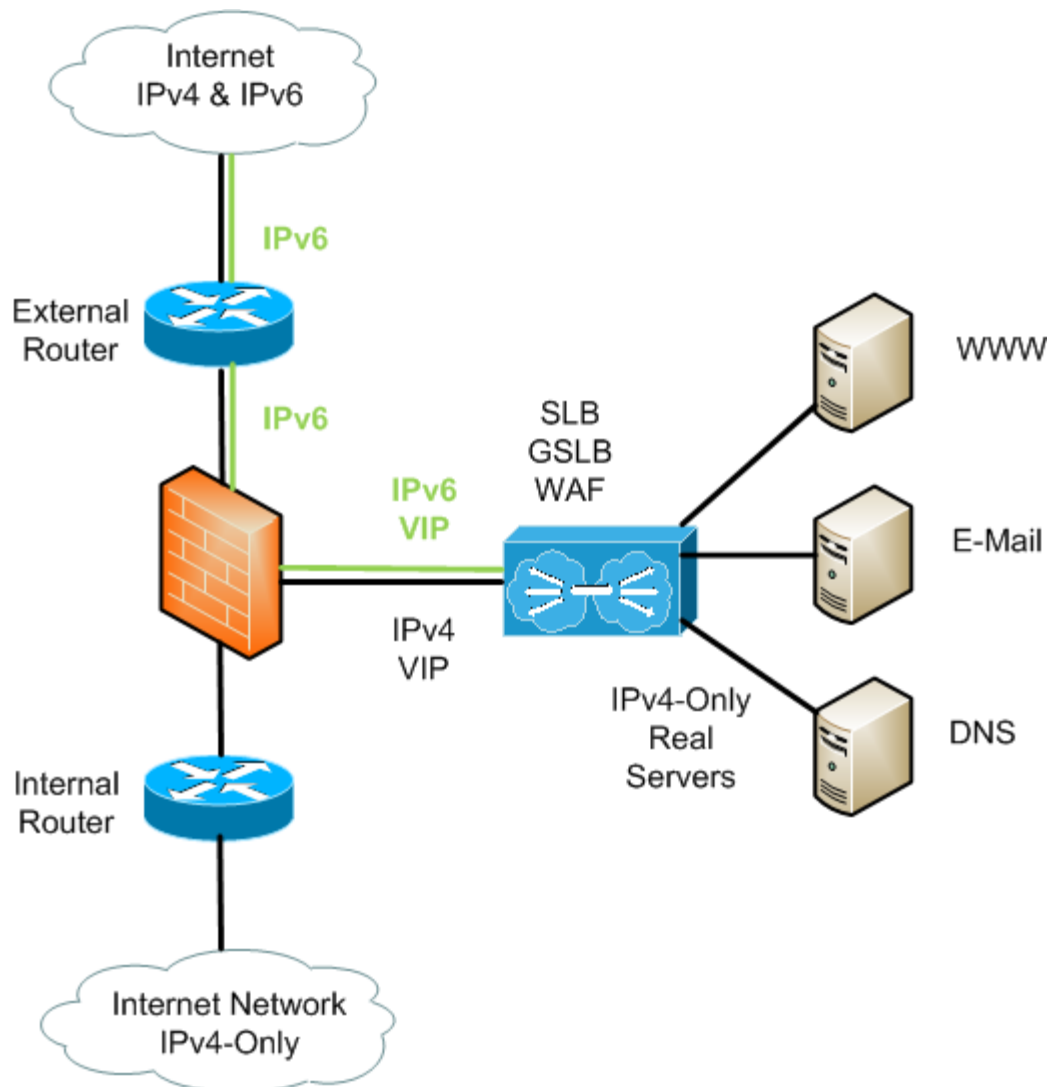 Internet
IPv4 & IPv6
IPv6
External
Router
IPv6
SLB
GSLB
WAF
WWW
IPv6
VIP
E-Mail
IPv4
VIP
IPv4-Only
Real
Servers
DNS
Internal
Router
Internet Network
IPv4-Only